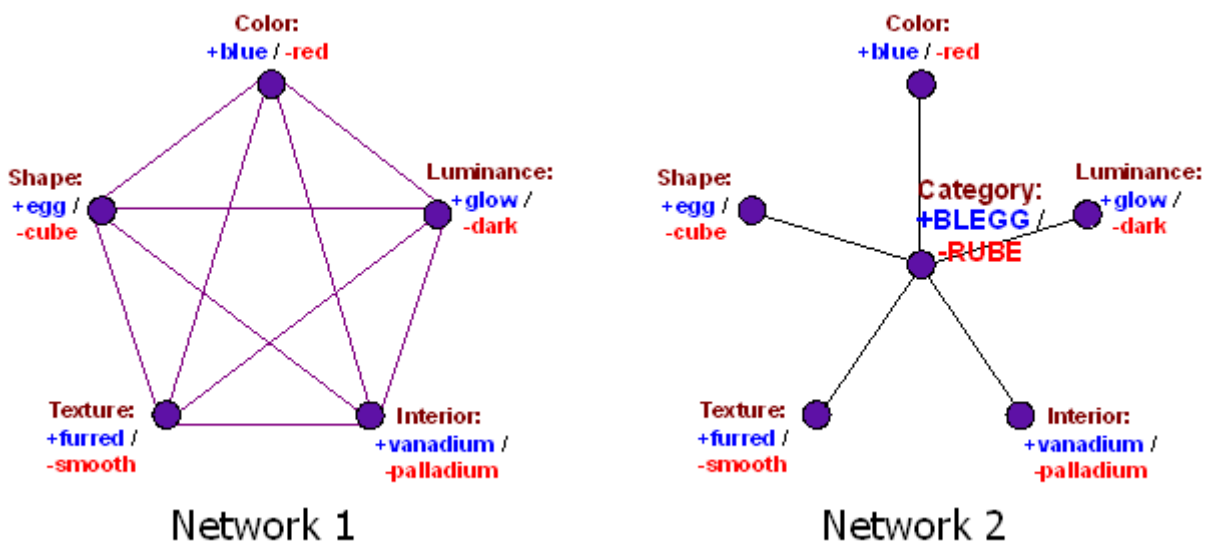 Color:
+blue / -red
Shape:
+egg /
-cube
Luminance:
+glow /
-dark
Texture:
+furred /
-smooth
Interior:
+vanadium /
-palladium
Network 1
Color:
+blue / -red
Shape:
+egg /
-cube
Category:
+BLEGG /
-RUBE
Luminance:
+glow /
-dark
Texture:
+furred /
-smooth
Interior:
+vanadium /
-palladium
Network 2